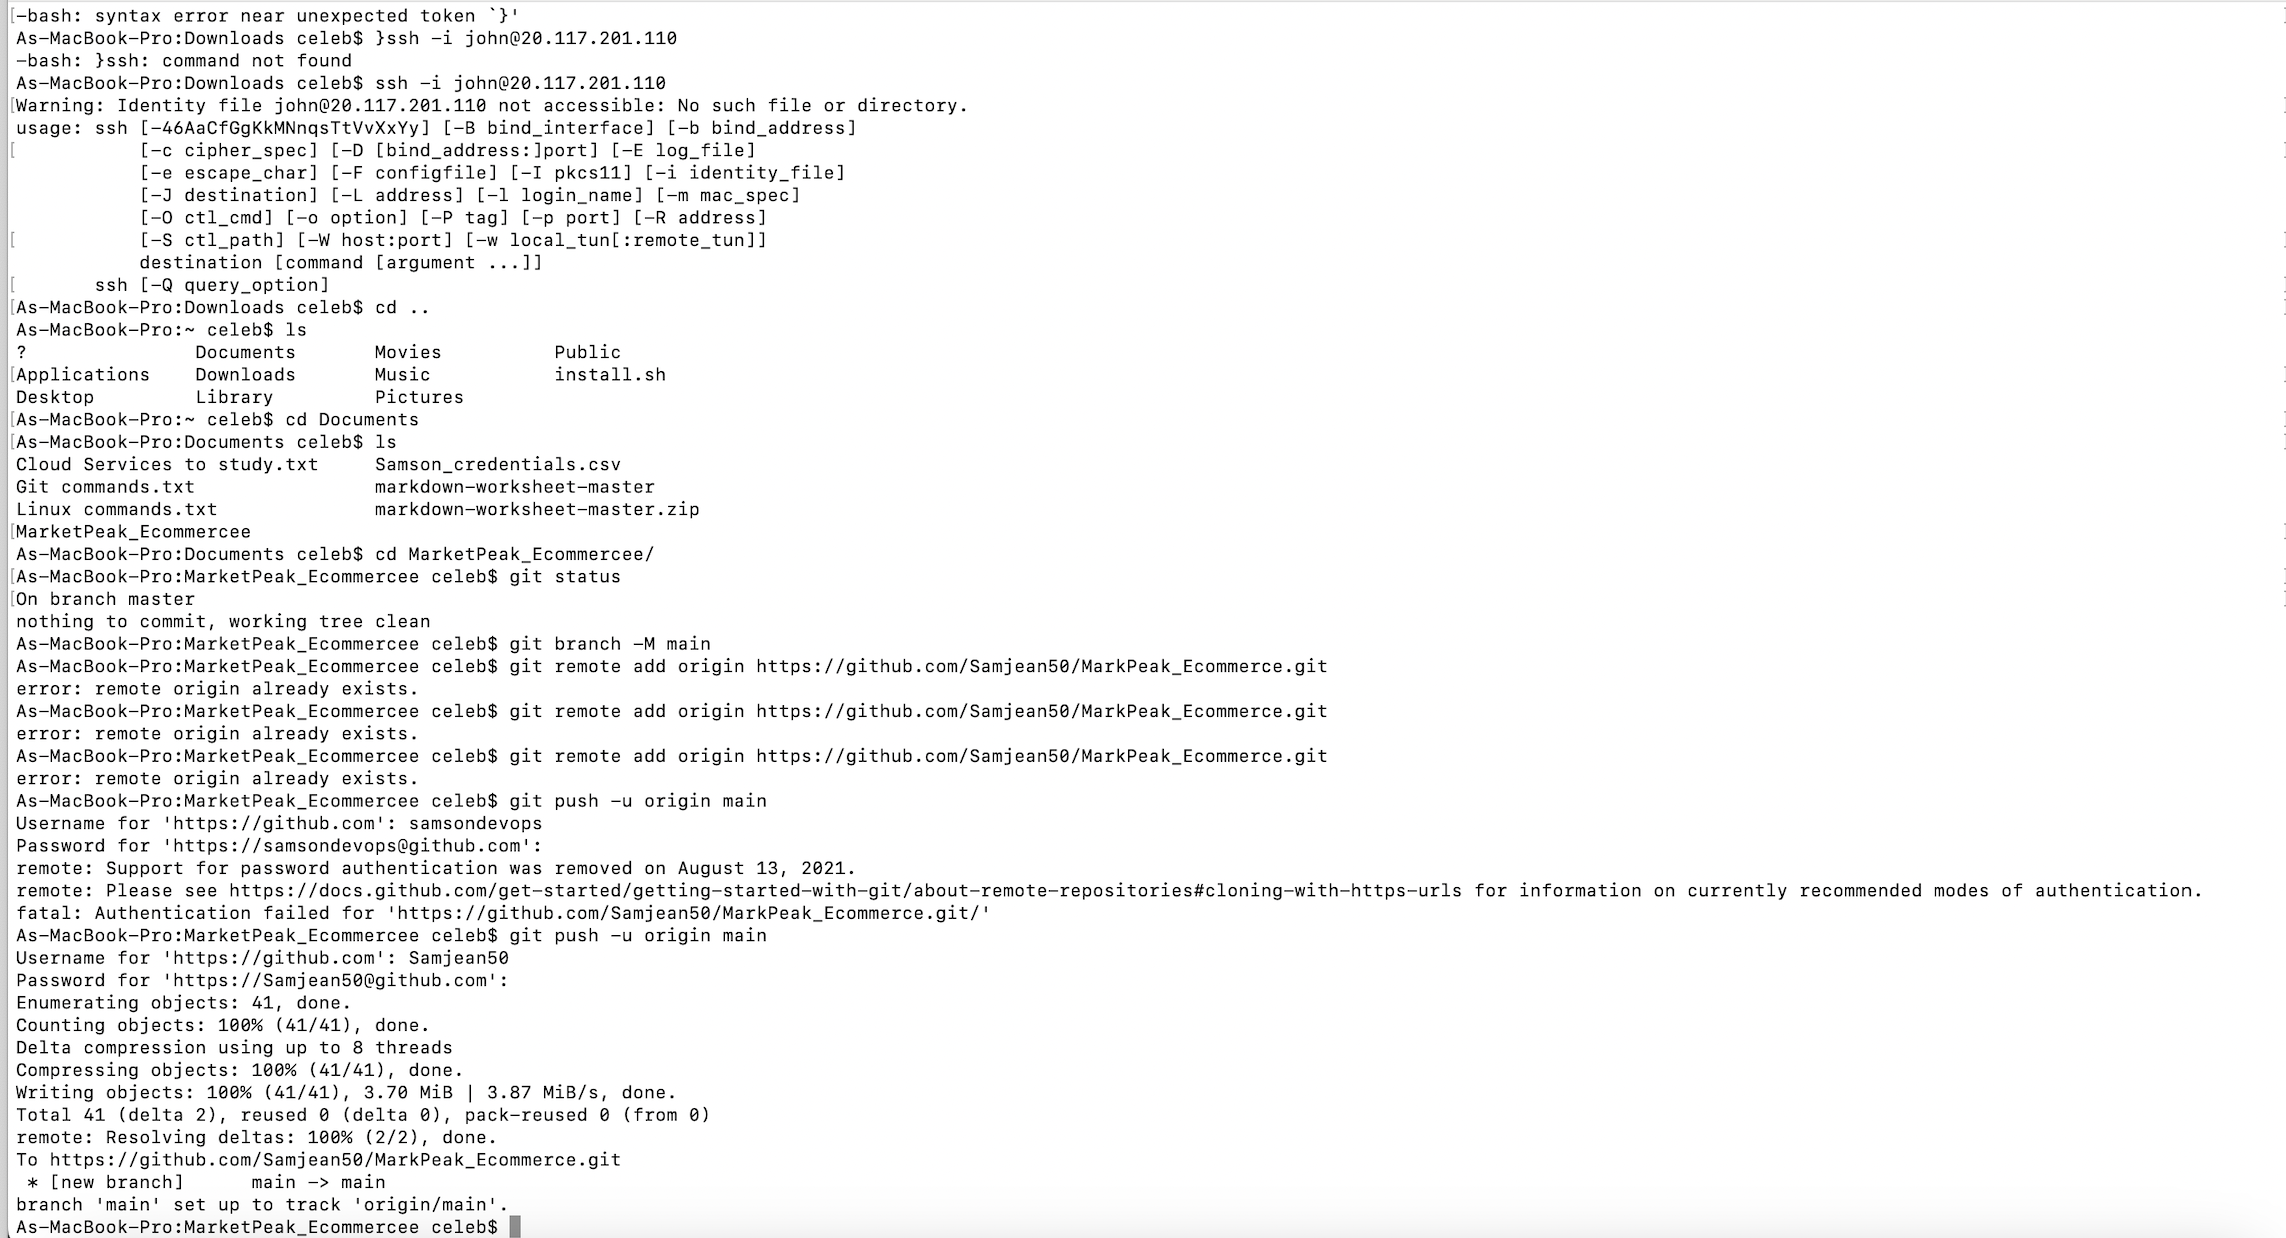 [-bash: syntax error near unexpected token `}'
As-MacBook-Pro:Downloads celeb$ }ssh -i john@20.117.201.110
-bash: }ssh: command not found
As-MacBook-Pro:Downloads celeb$ ssh -i john@20.117.201.110
[Warning: Identity file john@20.117.201.110 not accessible: No such file or directory.
usage: ssh [-46AaCfGgKkMNnqsTtVvXxYy] [-B bind_interface] [-b bind_address]
[           [-c cipher_spec] [-D [bind_address:]port] [-E log_file]
           [-e escape_char] [-F configfile] [-I pkcs11] [-i identity_file]
           [-J destination] [-L address] [-l login_name] [-m mac_spec]
           [-O ctl_cmd] [-o option] [-P tag] [-p port] [-R address]
[           [-S ctl_path] [-W host:port] [-w local_tun[:remote_tun]]
           destination [command [argument ...]]
[       ssh [-Q query_option]
[As-MacBook-Pro:Downloads celeb$ cd ..
As-MacBook-Pro:~ celeb$ ls
?               Documents       Movies          Public
[Applications    Downloads       Music           install.sh
Desktop         Library         Pictures
[As-MacBook-Pro:~ celeb$ cd Documents
[As-MacBook-Pro:Documents celeb$ ls
Cloud Services to study.txt     Samson_credentials.csv
Git commands.txt                markdown-worksheet-master
Linux commands.txt              markdown-worksheet-master.zip
[MarketPeak_Ecommercee
As-MacBook-Pro:Documents celeb$ cd MarketPeak_Ecommercee/
[As-MacBook-Pro:MarketPeak_Ecommercee celeb$ git status
[On branch master
nothing to commit, working tree clean
As-MacBook-Pro:MarketPeak_Ecommercee celeb$ git branch -M main
As-MacBook-Pro:MarketPeak_Ecommercee celeb$ git remote add origin https://github.com/Samjean50/MarkPeak_Ecommerce.git
error: remote origin already exists.
As-MacBook-Pro:MarketPeak_Ecommercee celeb$ git remote add origin https://github.com/Samjean50/MarkPeak_Ecommerce.git
error: remote origin already exists.
As-MacBook-Pro:MarketPeak_Ecommercee celeb$ git remote add origin https://github.com/Samjean50/MarkPeak_Ecommerce.git
error: remote origin already exists.
As-MacBook-Pro:MarketPeak_Ecommercee celeb$ git push -u origin main
Username for 'https://github.com': samsondevops
Password for 'https://samsondevops@github.com':
remote: Support for password authentication was removed on August 13, 2021.
remote: Please see https://docs.github.com/get-started/getting-started-with-git/about-remote-repositories#cloning-with-https-urls for information on currently recommended modes of authentication.
fatal: Authentication failed for 'https://github.com/Samjean50/MarkPeak_Ecommerce.git/'
As-MacBook-Pro:MarketPeak_Ecommercee celeb$ git push -u origin main
Username for 'https://github.com': Samjean50
Password for 'https://Samjean50@github.com':
Enumerating objects: 41, done.
Counting objects: 100% (41/41), done.
Delta compression using up to 8 threads
Compressing objects: 100% (41/41), done.
Writing objects: 100% (41/41), 3.70 MiB | 3.87 MiB/s, done.
Total 41 (delta 2), reused 0 (delta 0), pack-reused 0 (from 0)
remote: Resolving deltas: 100% (2/2), done.
To https://github.com/Samjean50/MarkPeak_Ecommerce.git
 * [new branch]      main -> main
branch 'main' set up to track 'origin/main'.
As-MacBook-Pro:MarketPeak_Ecommercee celeb$